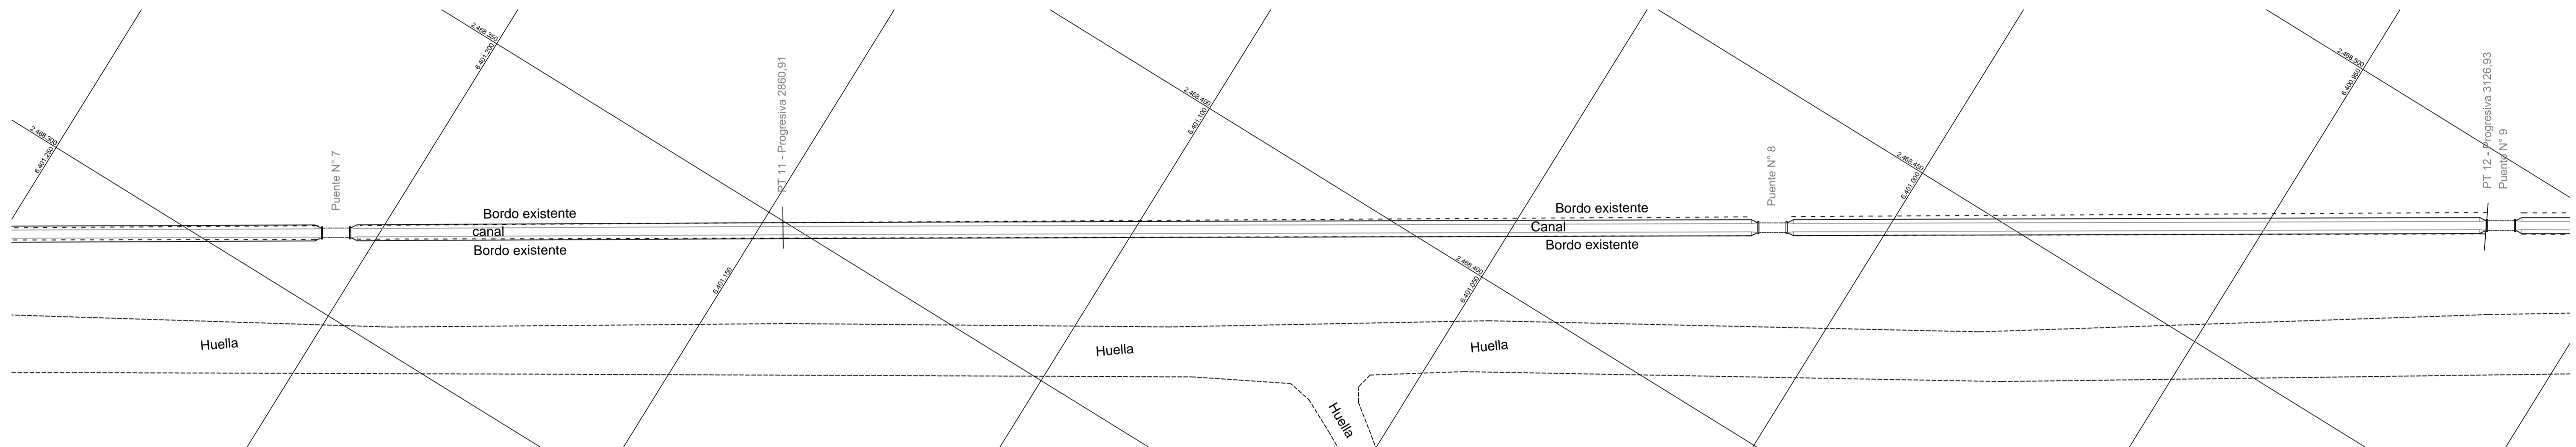 2.468.300
6.401.250
Puente N° 7
2.468.350
6.401.200
Bordo existente
canal
Bordo existente
6.401.150
PT 11 - Progresiva 2860,91
2.468.400
6.401.100
2.468.400
6.401.050
Bordo existente
Canal
Bordo existente
Puente N° 8
2.468.450
6.401.000
2.468.500
6.400.950
PT 12 - Progresiva 3126,93
Puente N° 9
Huella
Huella
Huella
Huella